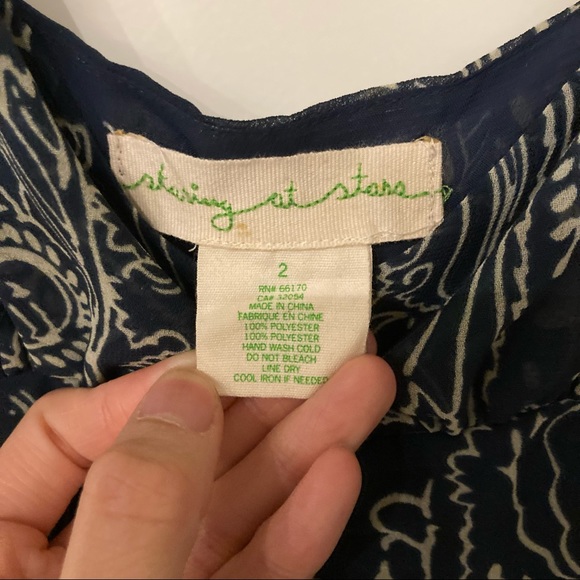 staring at stars
2
RN# 66170
CA# 32054
MADE IN CHINA
FABRIQUE EN CHINE
100% POLYESTER
100% POLYESTER
HAND WASH COLD
DO NOT BLEACH
LINE DRY
COOL IRON IF NEEDED